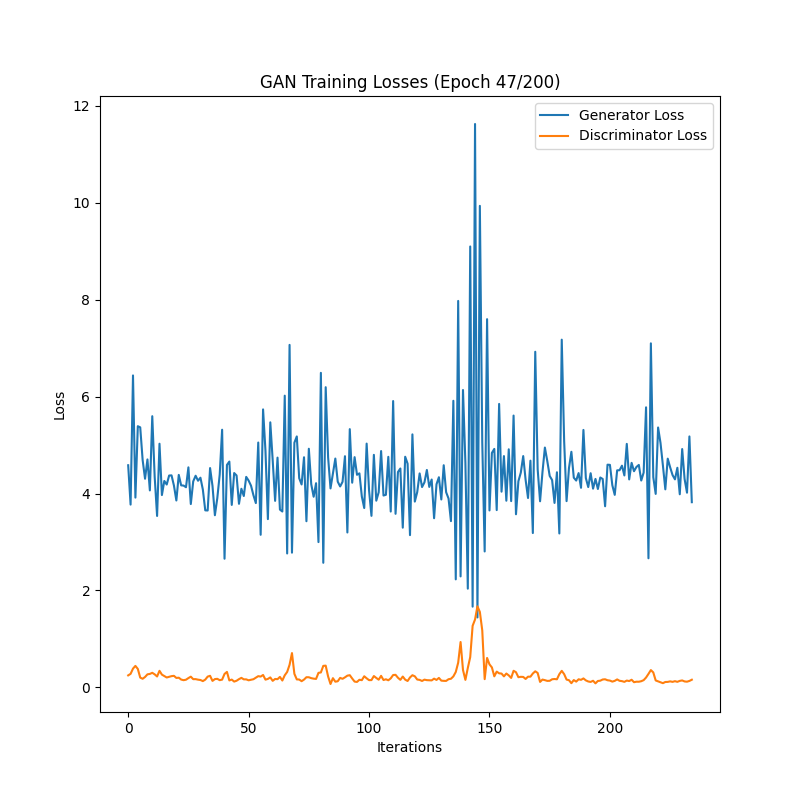 GAN Training Losses (Epoch 47/200)
Generator Loss
Discriminator Loss
12
10
8
6
4
2
0
Loss
0 50 100 150 200
Iterations